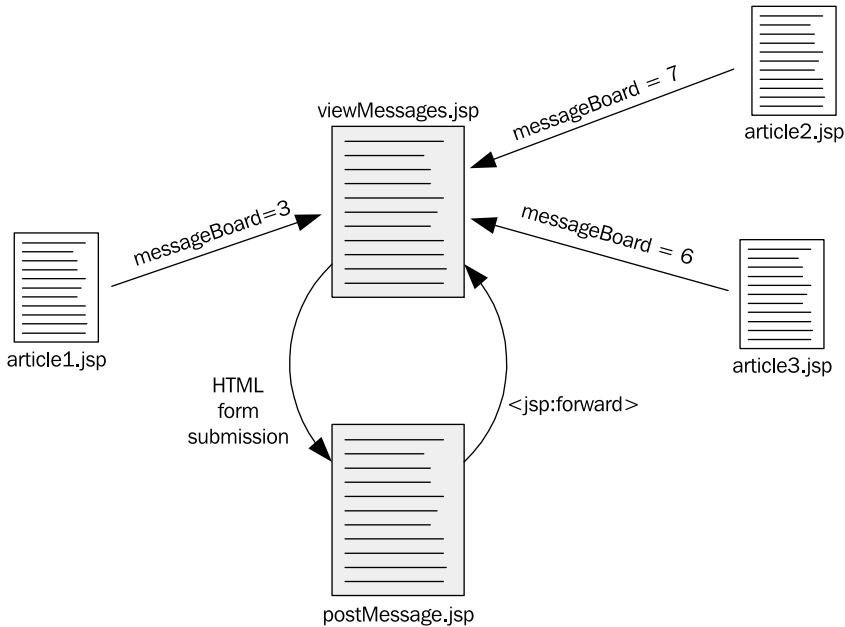 viewMessages.jsp
messageBoard = 7
article2.jsp
messageBoard=3
messageBoard = 6
article1.jsp
article3.jsp
HTML
form
submission
<jsp:forward>
postMessage.jsp